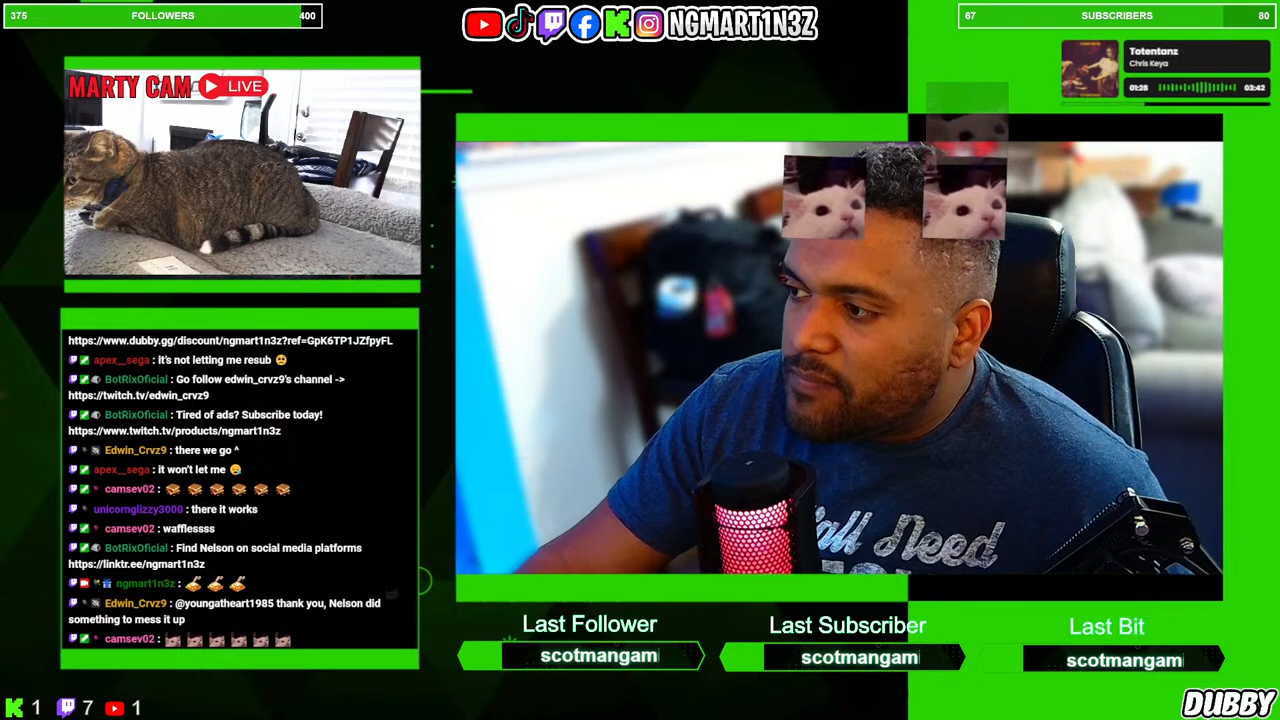 375 FOLLOWERS 400
NGMART1N3Z
67 SUBSCRIBERS 80
Totentanz
Chris Keya
01:28 03:42
MARTY CAM LIVE
https://www.dubby.gg/discount/ngmart1n3z?ref=GpK6TP1JZfpyFL
apex__sega : it's not letting me resub
BotRixOficial : Go follow edwin_crvz9's channel ->
https://twitch.tv/edwin_crvz9
BotRixOficial : Tired of ads? Subscribe today!
https://www.twitch.tv/products/ngmart1n3z
Edwin_Crvz9 : there we go ^
apex__sega : it won't let me
camsev02 :
unicornglizzy3000 : there it works
camsev02 : wafflessss
BotRixOficial : Find Nelson on social media platforms
https://linktr.ee/ngmart1n3z
ngmart1n3z :
Edwin_Crvz9 : @youngatheart1985 thank you, Nelson did
something to mess it up
camsev02 :
all Need
Last Follower
scotmangam
Last Subscriber
scotmangam
Last Bit
scotmangam
1 7 1
DUBBY